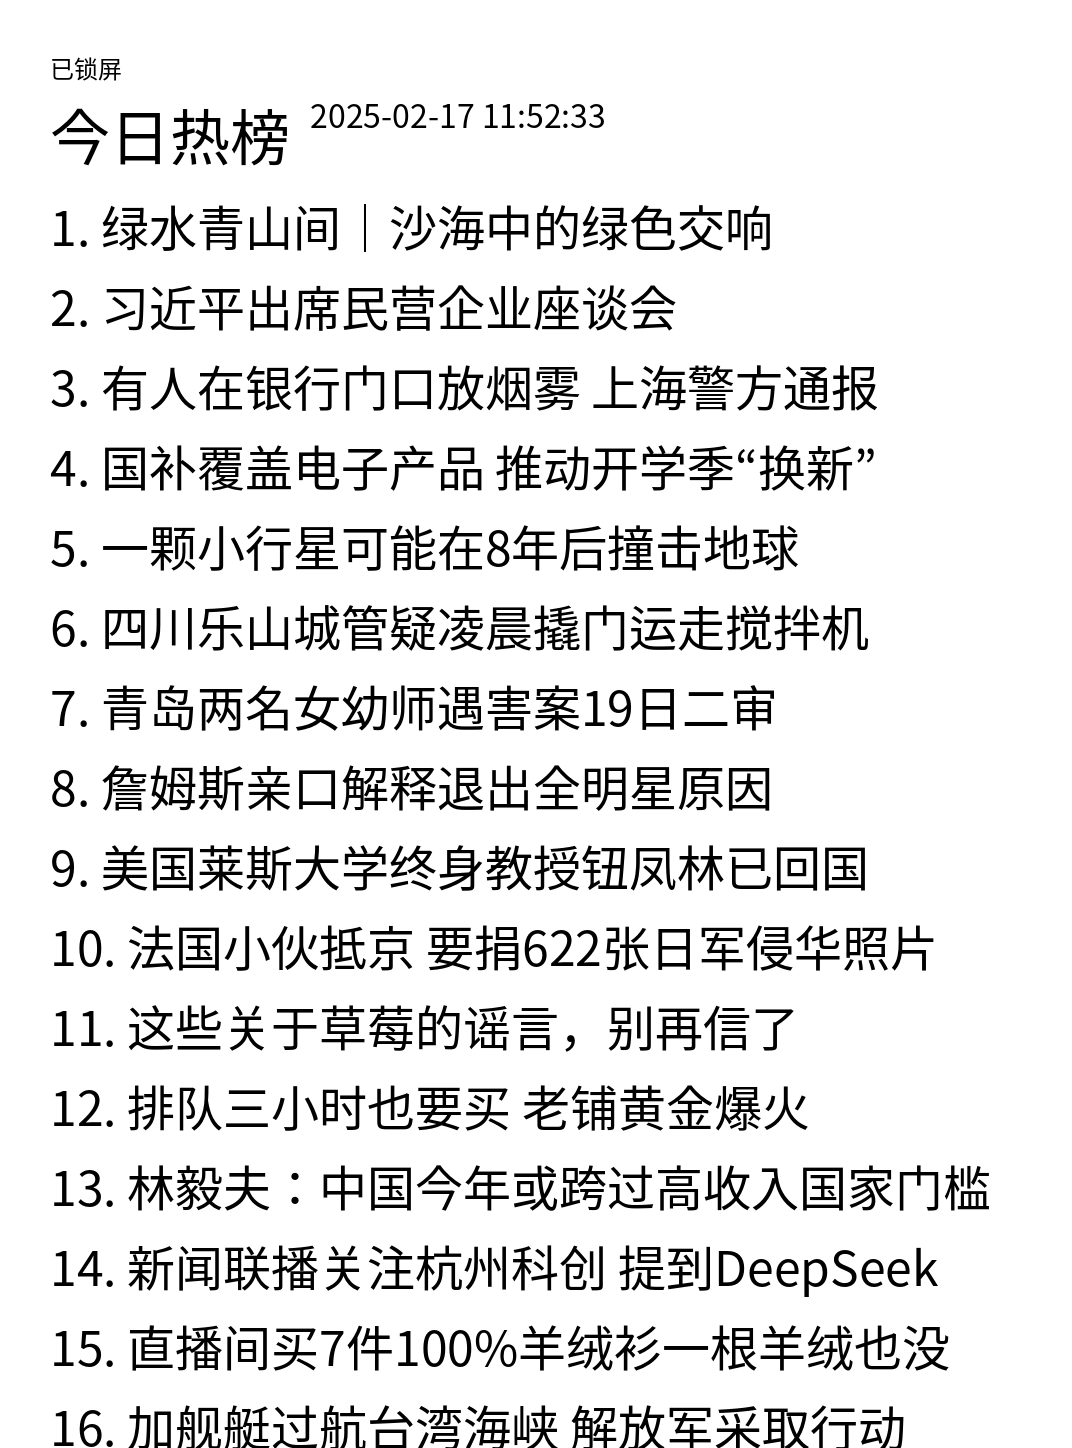 已锁屏
今日热榜 2025-02-17 11:52:33
1. 绿水青山间｜沙海中的绿色交响
2. 习近平出席民营企业座谈会
3. 有人在银行门口放烟雾 上海警方通报
4. 国补覆盖电子产品 推动开学季“换新”
5. 一颗小行星可能在8年后撞击地球
6. 四川乐山城管疑凌晨撬门运走搅拌机
7. 青岛两名女幼师遇害案19日二审
8. 詹姆斯亲口解释退出全明星原因
9. 美国莱斯大学终身教授钮凤林已回国
10. 法国小伙抵京 要捐622张日军侵华照片
11. 这些关于草莓的谣言，别再信了
12. 排队三小时也要买 老铺黄金爆火
13. 林毅夫：中国今年或跨过高收入国家门槛
14. 新闻联播关注杭州科创 提到DeepSeek
15. 直播间买7件100%羊绒衫一根羊绒也没
16. 加舰艇过航台湾海峡 解放军采取行动